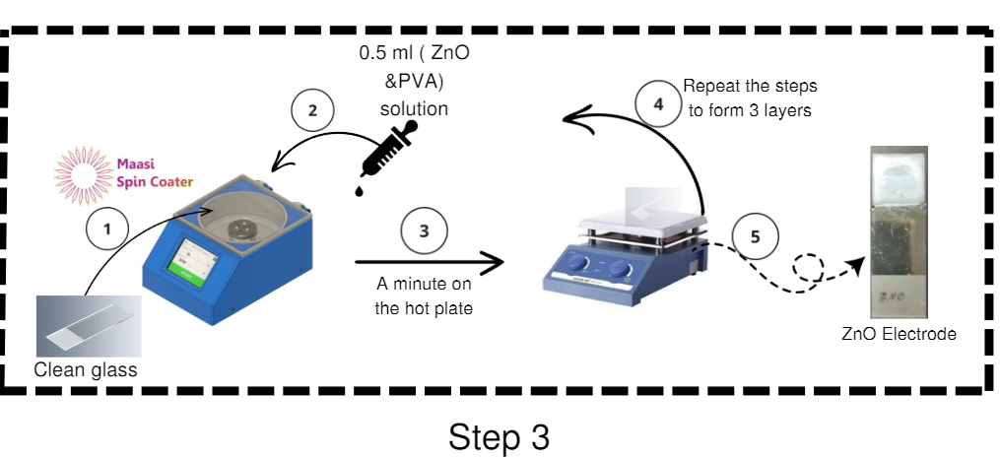 0.5 ml ( ZnO
&PVA)
solution
2
4
Repeat the steps
to form 3 layers
Maasi
Spin Coater
1
3
5
A minute on
the hot plate
Clean glass
ZnO Electrode
Step 3